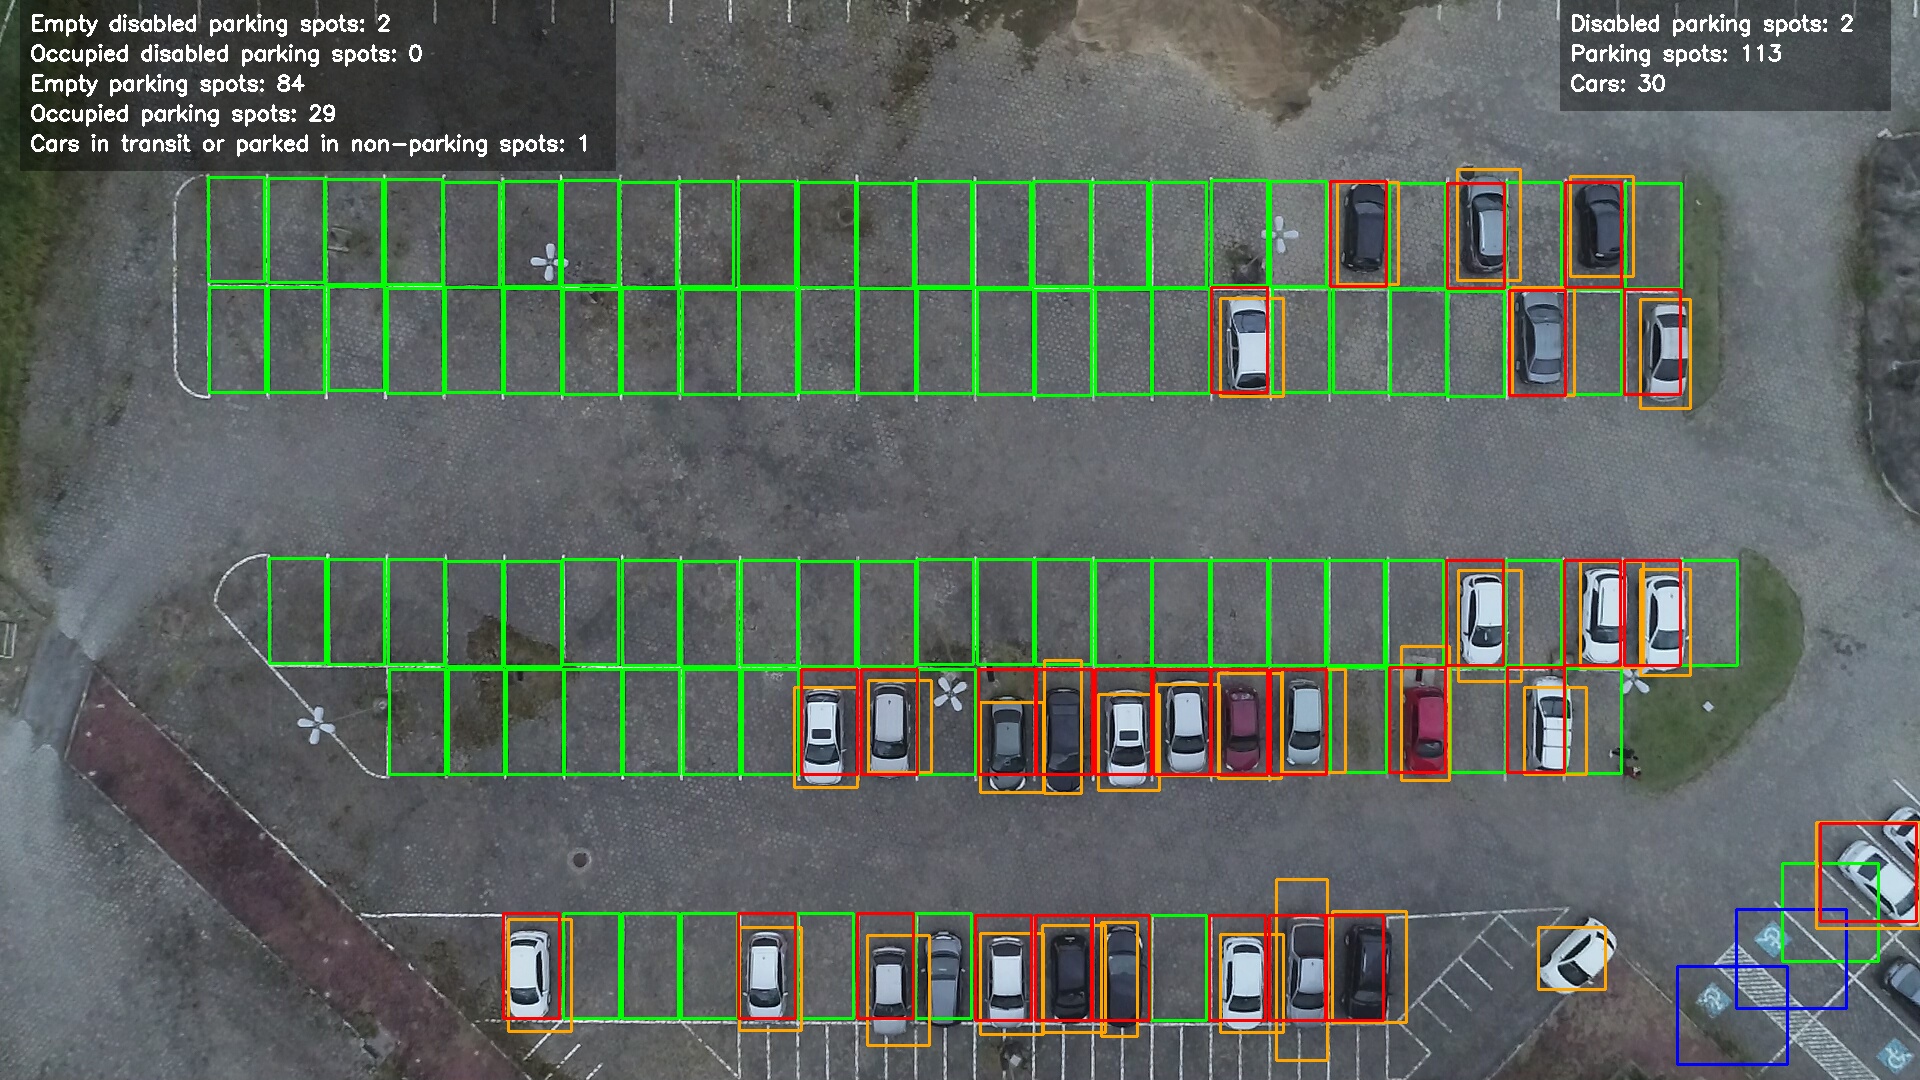 Empty disabled parking spots: 2
Occupied disabled parking spots: 0
Empty parking spots: 84
Occupied parking spots: 29
Cars in transit or parked in non-parking spots: 1
Disabled parking spots: 2
Parking spots: 113
Cars: 30